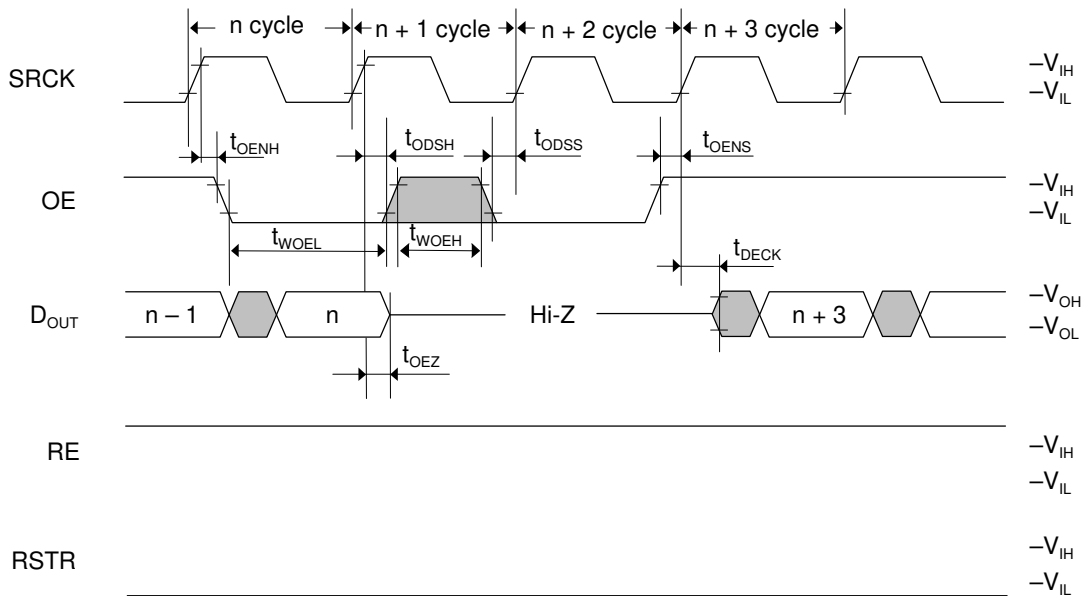 n cycle
n + 1 cycle
n + 2 cycle
n + 3 cycle
SRCK
–VIH
–VIL
tOENH
tODSH
tODSS
tOENS
OE
–VIH
–VIL
tWOEL
tWOEH
tDECK
DOUT
n – 1
n
Hi-Z
n + 3
–VOH
–VOL
tOEZ
RE
–VIH
–VIL
RSTR
–VIH
–VIL